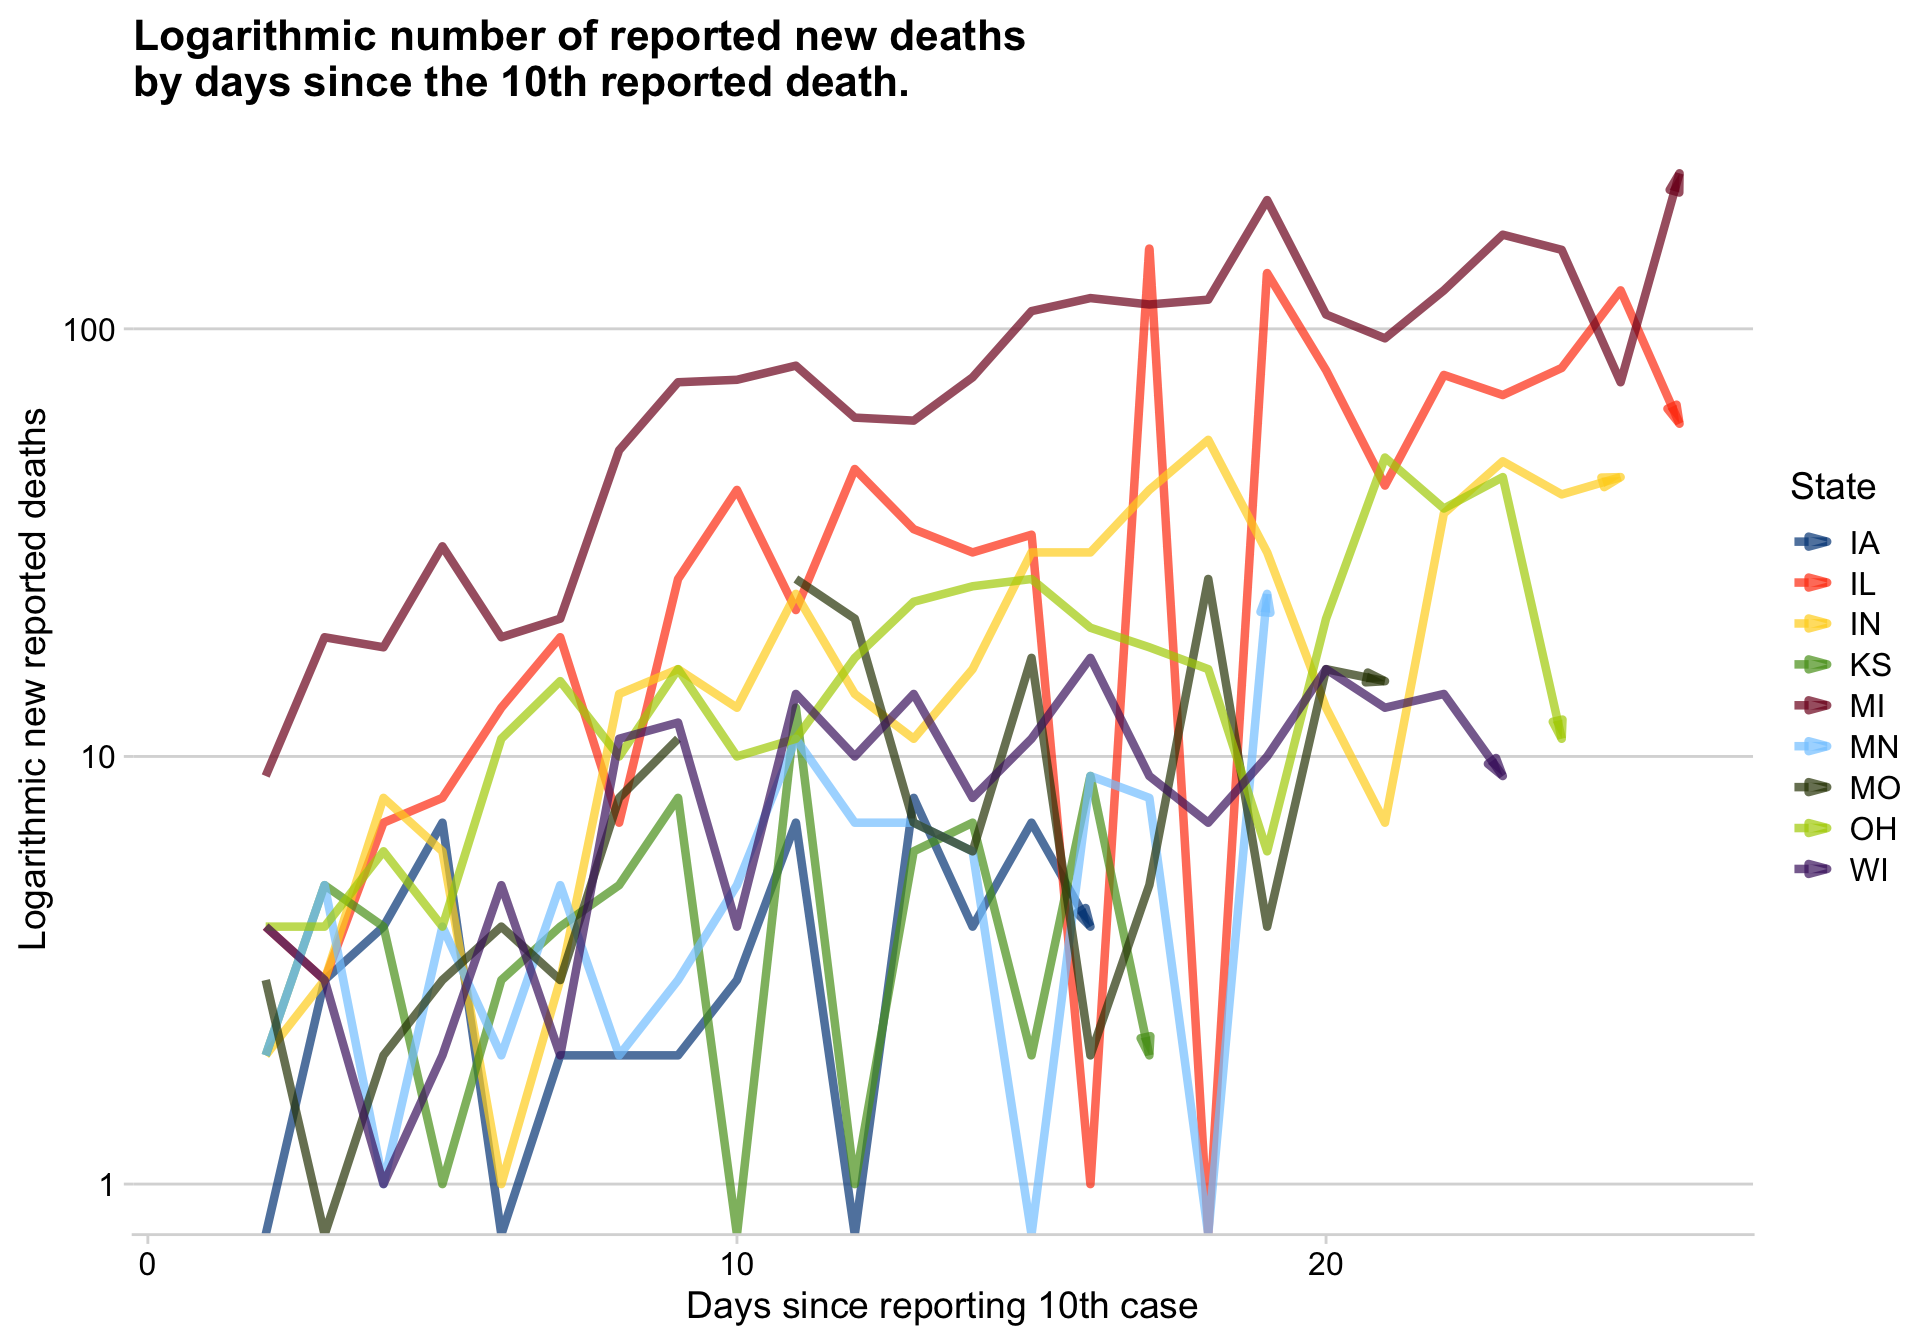 Logarithmic number of reported new deaths
by days since the 10th reported death.
Logarithmic new reported deaths
100
10
1
0
10
20
Days since reporting 10th case
State
IA
IL
IN
KS
MI
MN
MO
OH
WI